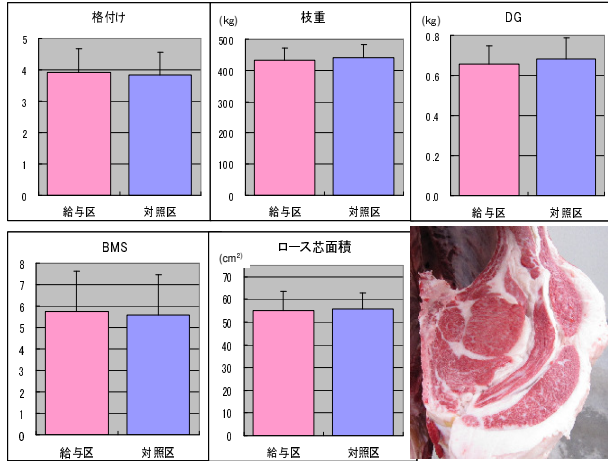 格付け
5
4
3
2
1
0
給与区
対照区
枝重
(kg)
500
400
300
200
100
0
給与区
対照区
DG
(kg)
0.8
0.6
0.4
0.2
0.0
給与区
対照区
BMS
8
7
6
5
4
3
2
1
0
給与区
対照区
ロース芯面積
(cm²)
70
60
50
40
30
20
10
0
給与区
対照区